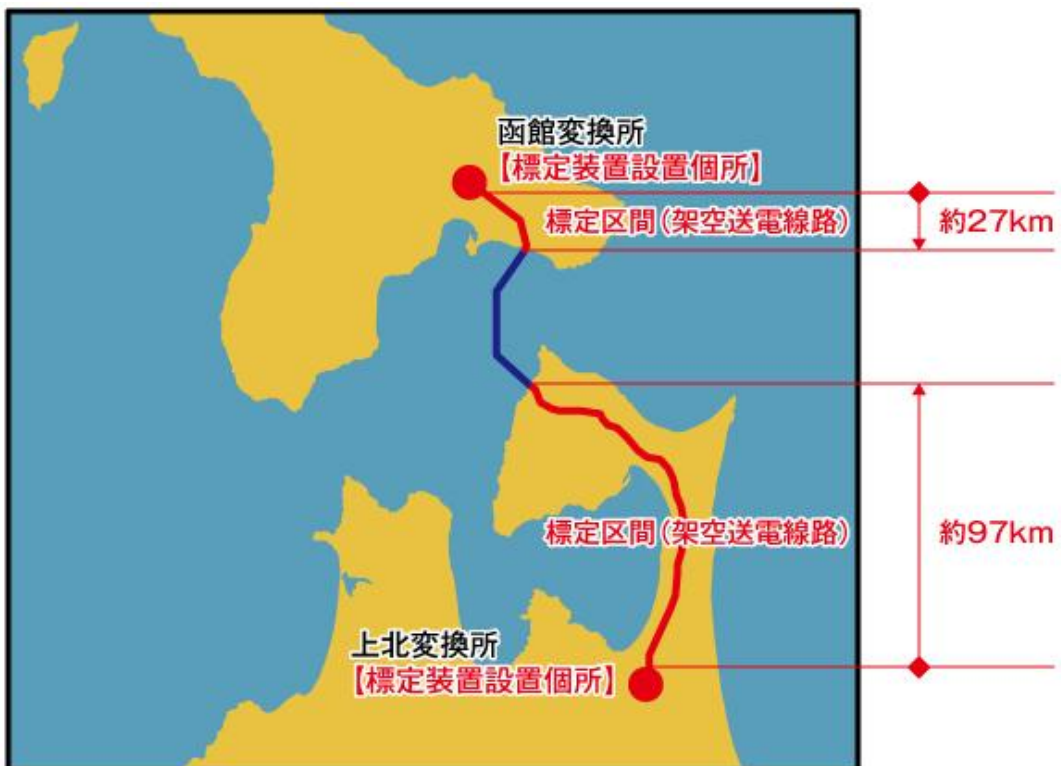 函館変換所
【標定装置設置個所】
標定区間(架空送電線路)
約27km
標定区間(架空送電線路)
約97km
上北変換所
【標定装置設置個所】